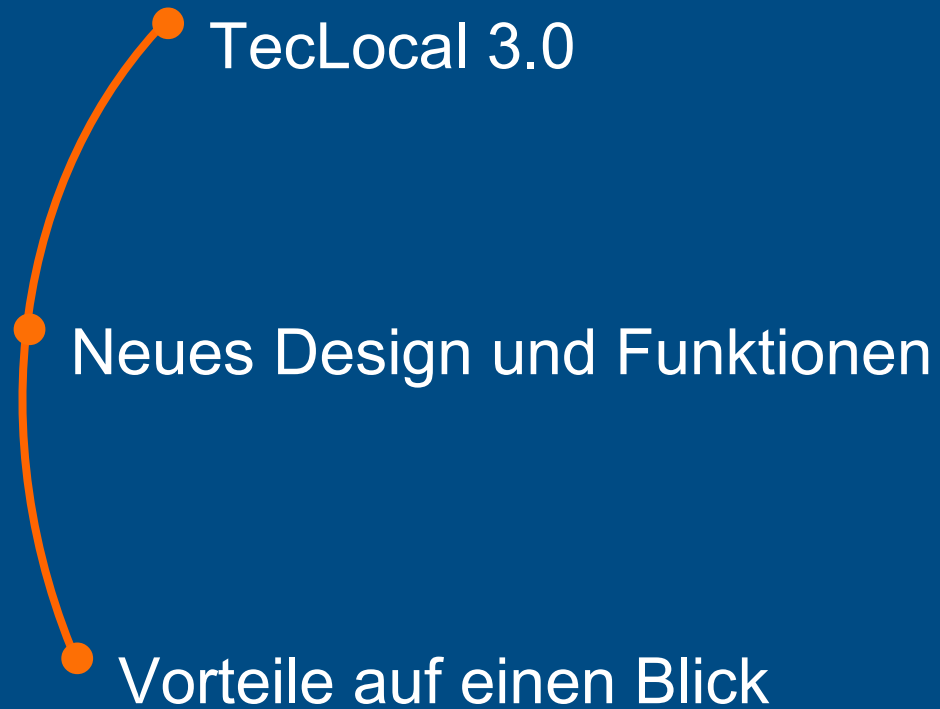 TecLocal 3.0
Neues Design und Funktionen
Vorteile auf einen Blick